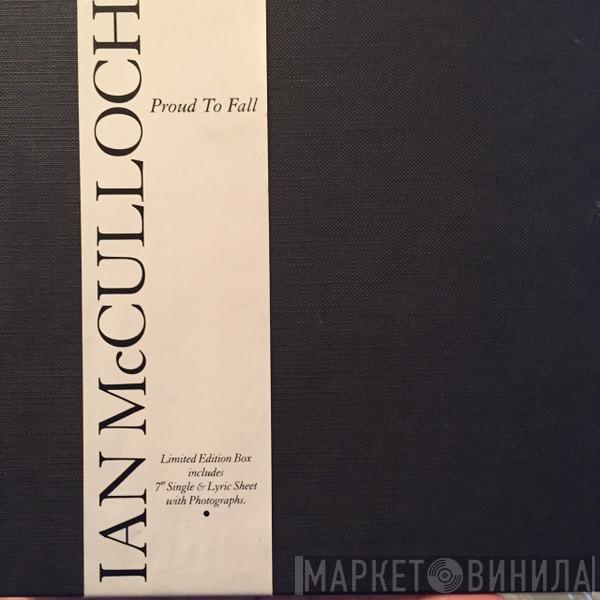 IAN McCULLOCH
Proud To Fall
Limited Edition Box
includes
7" Single & Lyric Sheet
with Photographs.
МАРКЕТ ВИНИЛА